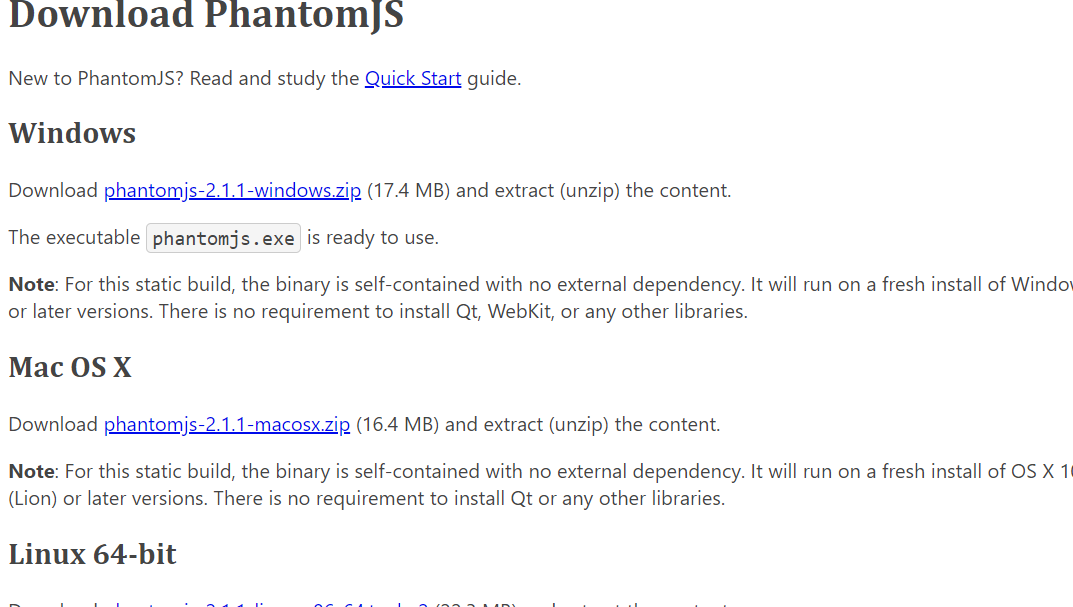 Download PhantomJS
New to PhantomJS? Read and study the Quick Start guide.
Windows
Download phantomjs-2.1.1-windows.zip (17.4 MB) and extract (unzip) the content.
The executable phantomjs.exe is ready to use.
Note: For this static build, the binary is self-contained with no external dependency. It will run on a fresh install of
or later versions. There is no requirement to install Qt, WebKit, or any other libraries.
Mac OS X
Download phantomjs-2.1.1-macosx.zip (16.4 MB) and extract (unzip) the content.
Note: For this static build, the binary is self-contained with no external dependency. It will run on a fresh install of OS X
(Lion) or later versions. There is no requirement to install Qt or any other libraries.
Linux 64-bit